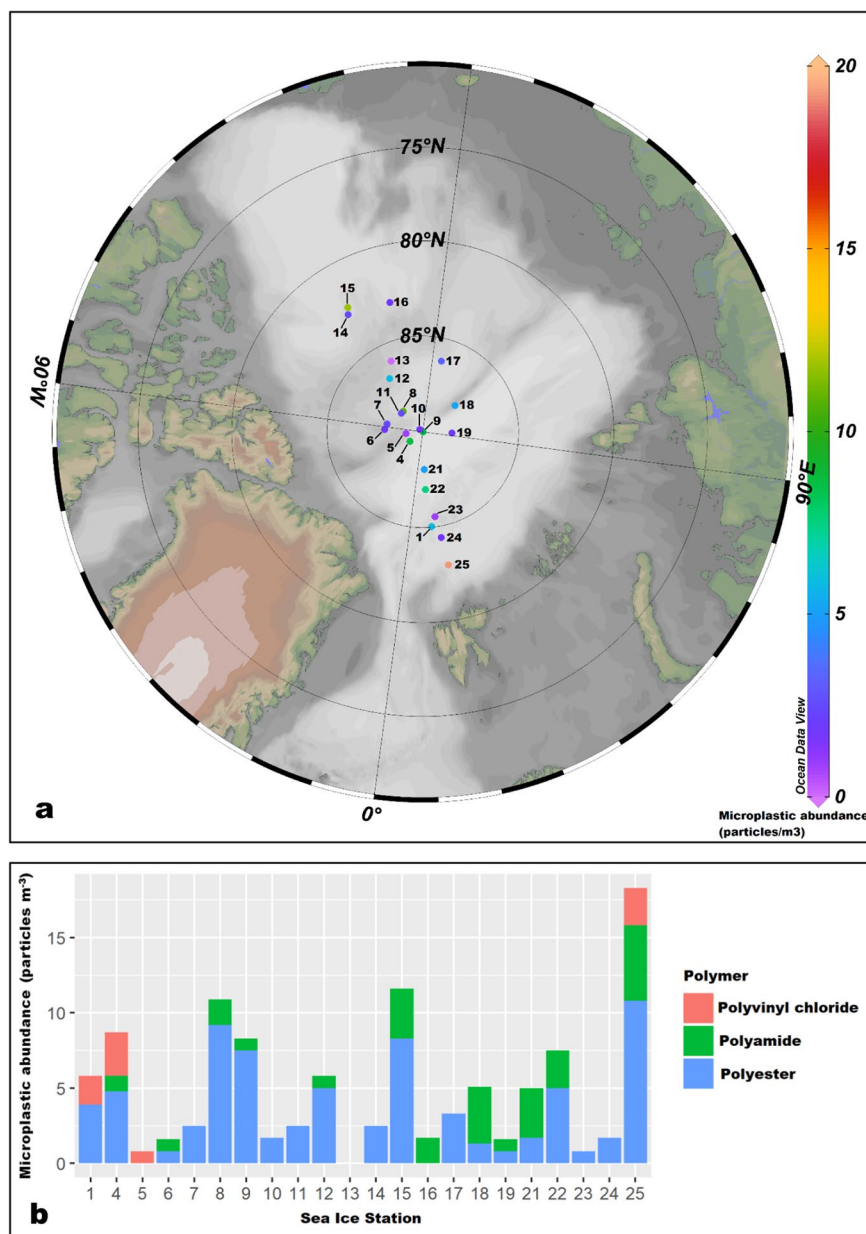 75°N
80°N
85°N
15
16
14
13
17
12
11
8
18
7
10
9
6
19
5
4
21
22
23
1
24
25
90°W
90°E
0°
20
15
10
5
0
Ocean Data View
Microplastic abundance
(particles/m3)
a
Microplastic abundance (particles m⁻³)
15
10
5
0
1 4 5 6 7 8 9 10 11 12 13 14 15 16 17 18 19 21 22 23 24 25
Sea Ice Station
Polymer
Polyvinyl chloride
Polyamide
Polyester
b